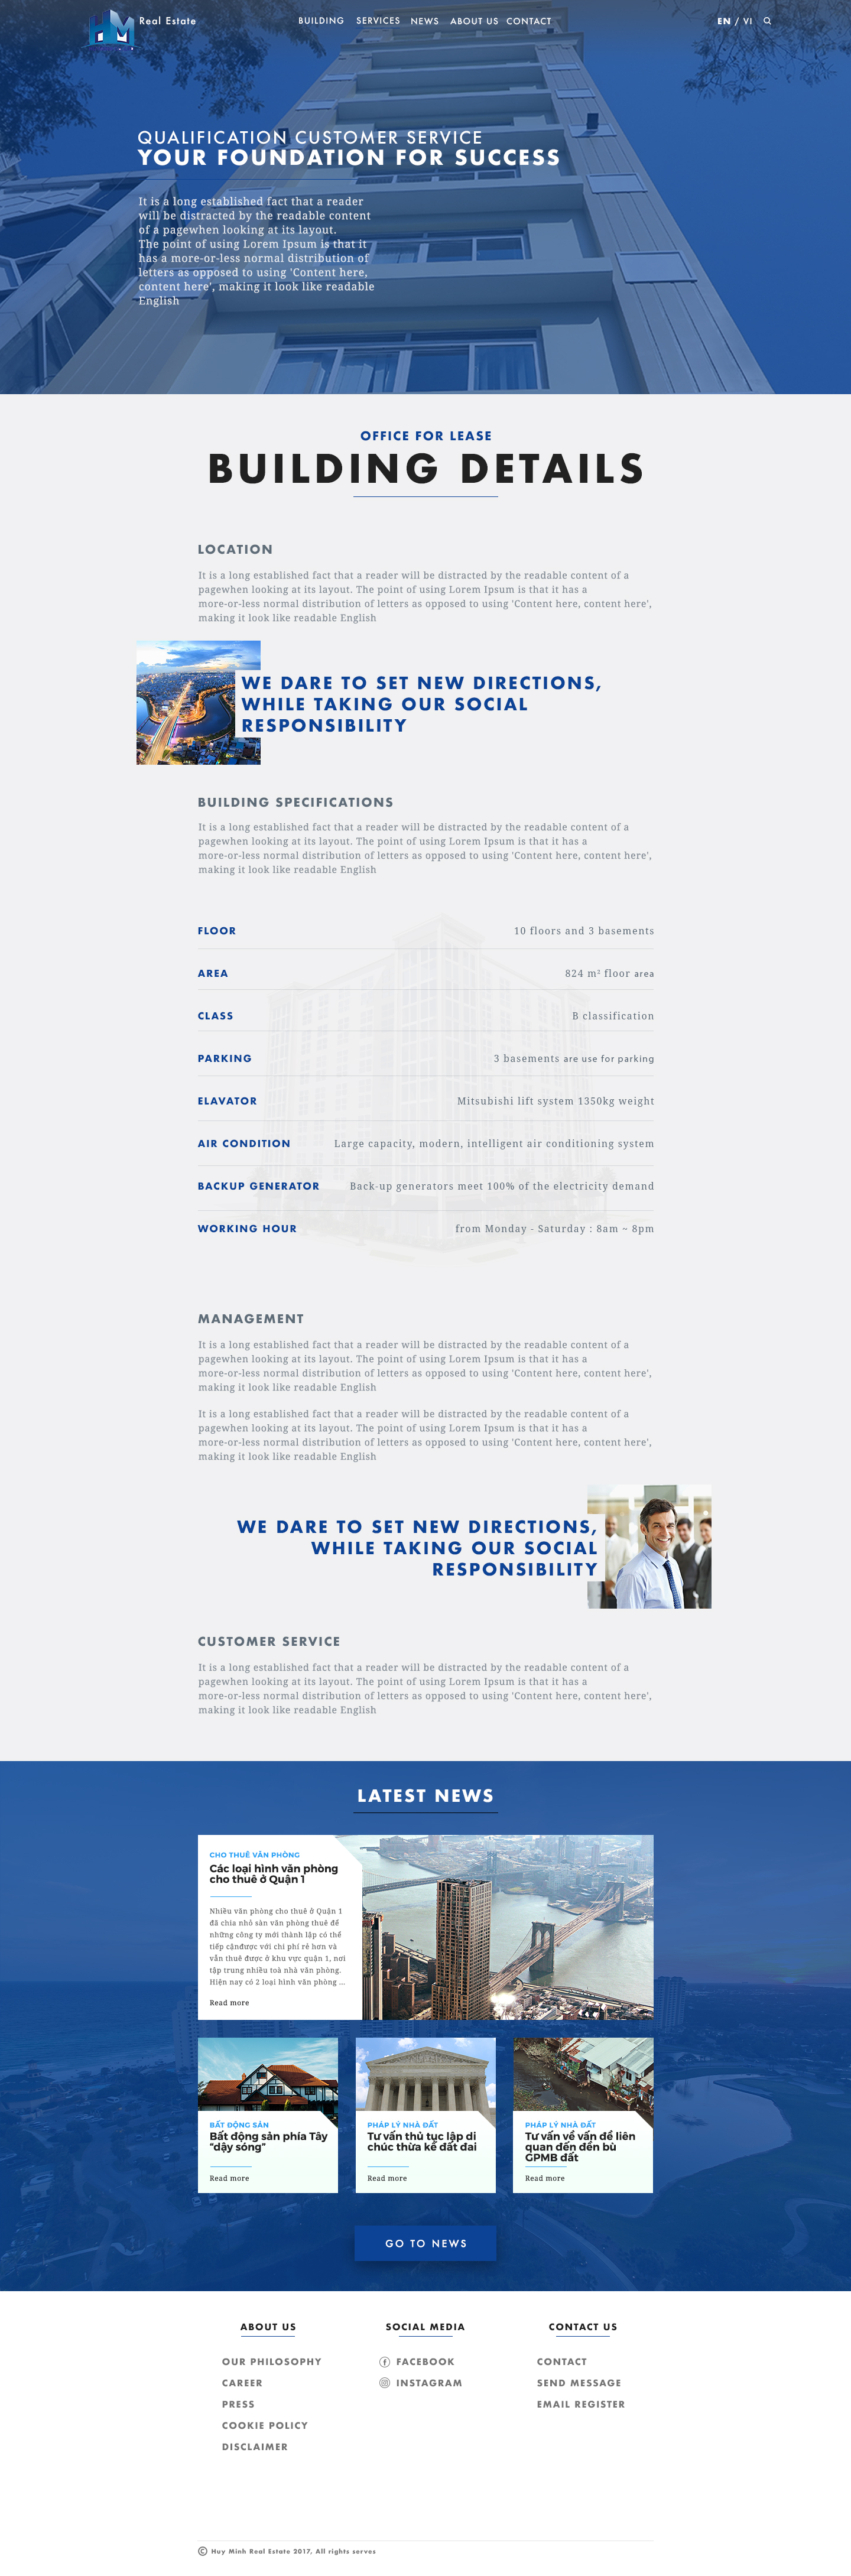 HM Real Estate
BUILDING SERVICES NEWS ABOUT US CONTACT
EN / VI
QUALIFICATION CUSTOMER SERVICE
YOUR FOUNDATION FOR SUCCESS
It is a long established fact that a reader
will be distracted by the readable content
of a pagewhen looking at its layout.
The point of using Lorem Ipsum is that it
has a more-or-less normal distribution of
letters as opposed to using 'Content here,
content here', making it look like readable
English
OFFICE FOR LEASE
BUILDING DETAILS
LOCATION
It is a long established fact that a reader will be distracted by the readable content of a
pagewhen looking at its layout. The point of using Lorem Ipsum is that it has a
more-or-less normal distribution of letters as opposed to using 'Content here, content here',
making it look like readable English
WE DARE TO SET NEW DIRECTIONS,
WHILE TAKING OUR SOCIAL
RESPONSIBILITY
BUILDING SPECIFICATIONS
It is a long established fact that a reader will be distracted by the readable content of a
pagewhen looking at its layout. The point of using Lorem Ipsum is that it has a
more-or-less normal distribution of letters as opposed to using 'Content here, content here',
making it look like readable English
FLOOR 10 floors and 3 basements
AREA 824 m² floor area
CLASS B classification
PARKING 3 basements are use for parking
ELAVATOR Mitsubishi lift system 1350kg weight
AIR CONDITION Large capacity, modern, intelligent air conditioning system
BACKUP GENERATOR Back-up generators meet 100% of the electricity demand
WORKING HOUR from Monday - Saturday : 8am ~ 8pm
MANAGEMENT
It is a long established fact that a reader will be distracted by the readable content of a
pagewhen looking at its layout. The point of using Lorem Ipsum is that it has a
more-or-less normal distribution of letters as opposed to using 'Content here, content here',
making it look like readable English
It is a long established fact that a reader will be distracted by the readable content of a
pagewhen looking at its layout. The point of using Lorem Ipsum is that it has a
more-or-less normal distribution of letters as opposed to using 'Content here, content here',
making it look like readable English
WE DARE TO SET NEW DIRECTIONS,
WHILE TAKING OUR SOCIAL
RESPONSIBILITY
CUSTOMER SERVICE
It is a long established fact that a reader will be distracted by the readable content of a
pagewhen looking at its layout. The point of using Lorem Ipsum is that it has a
more-or-less normal distribution of letters as opposed to using 'Content here, content here',
making it look like readable English
LATEST NEWS
CHO THUÊ VĂN PHÒNG
Các loại hình văn phòng
cho thuê ở Quận 1
Nhiều văn phòng cho thuê ở Quận 1
đã chia nhỏ sàn văn phòng thuê để
những công ty mới thành lập có thể
tiếp cậnđược với chi phí rẻ hơn và
vẫn thuê được ở khu vực quận 1, nơi
tập trung nhiều toà nhà văn phòng.
Hiện nay có 2 loại hình văn phòng ...
Read more
BẤT ĐỘNG SẢN
Bất động sản phía Tây
"dậy sóng"
Read more
PHÁP LÝ NHÀ ĐẤT
Tư vấn thủ tục lập di
chúc thừa kế đất đai
Read more
PHÁP LÝ NHÀ ĐẤT
Tư vấn về vấn đề liên
quan đến đền bù
GPMB đất
Read more
GO TO NEWS
ABOUT US
OUR PHILOSOPHY
CAREER
PRESS
COOKIE POLICY
DISCLAIMER
SOCIAL MEDIA
FACEBOOK
INSTAGRAM
CONTACT US
CONTACT
SEND MESSAGE
EMAIL REGISTER
© Huy Minh Real Estate 2017, All rights serves